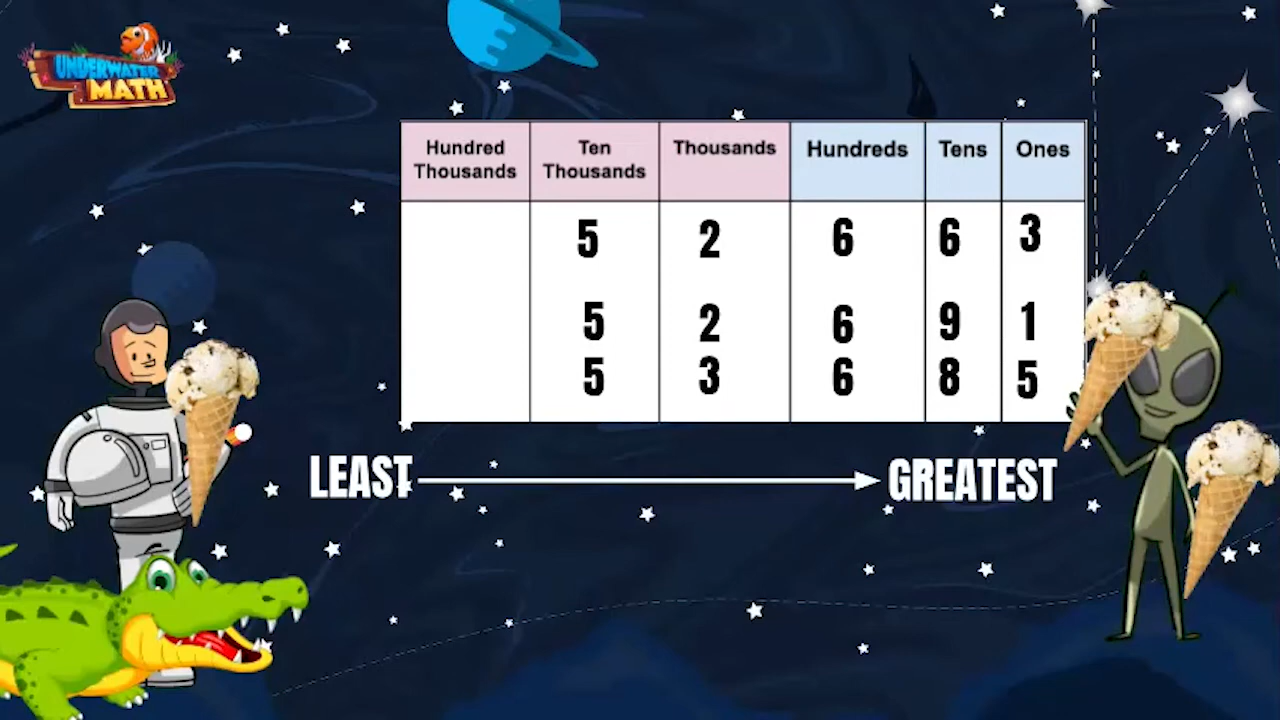 UNDERWATER
MATH
Hundred Thousands Ten Thousands Thousands Hundreds Tens Ones
5 2 6 6 3
5 2 6 9 1
5 3 6 8 5
LEAST GREATEST